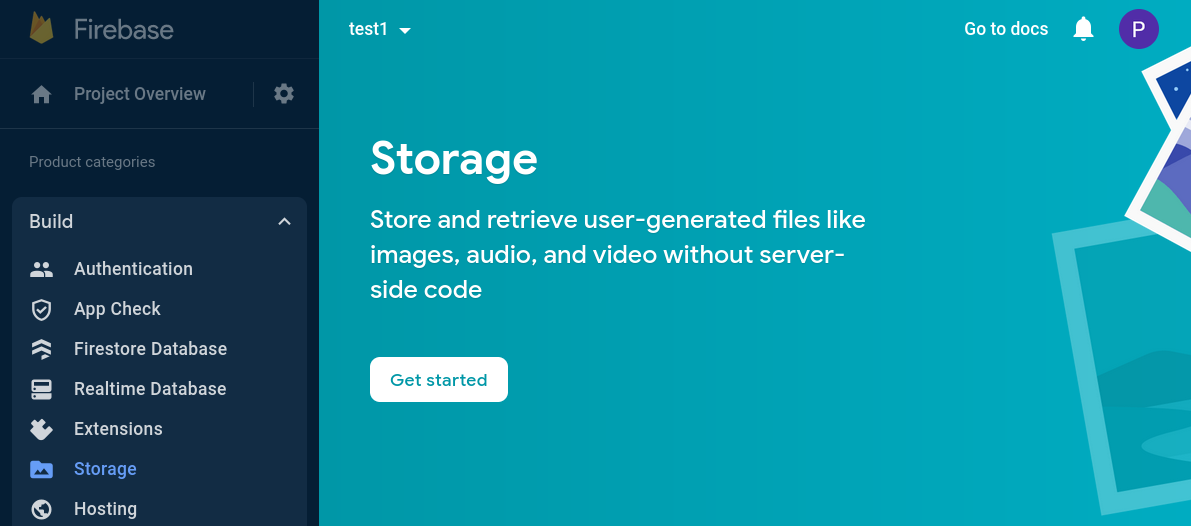 Firebase
Project Overview
Product categories
Build
Authentication
App Check
Firestore Database
Realtime Database
Extensions
Storage
Hosting
test1
Go to docs
P
Storage
Store and retrieve user-generated files like
images, audio, and video without server-
side code
Get started